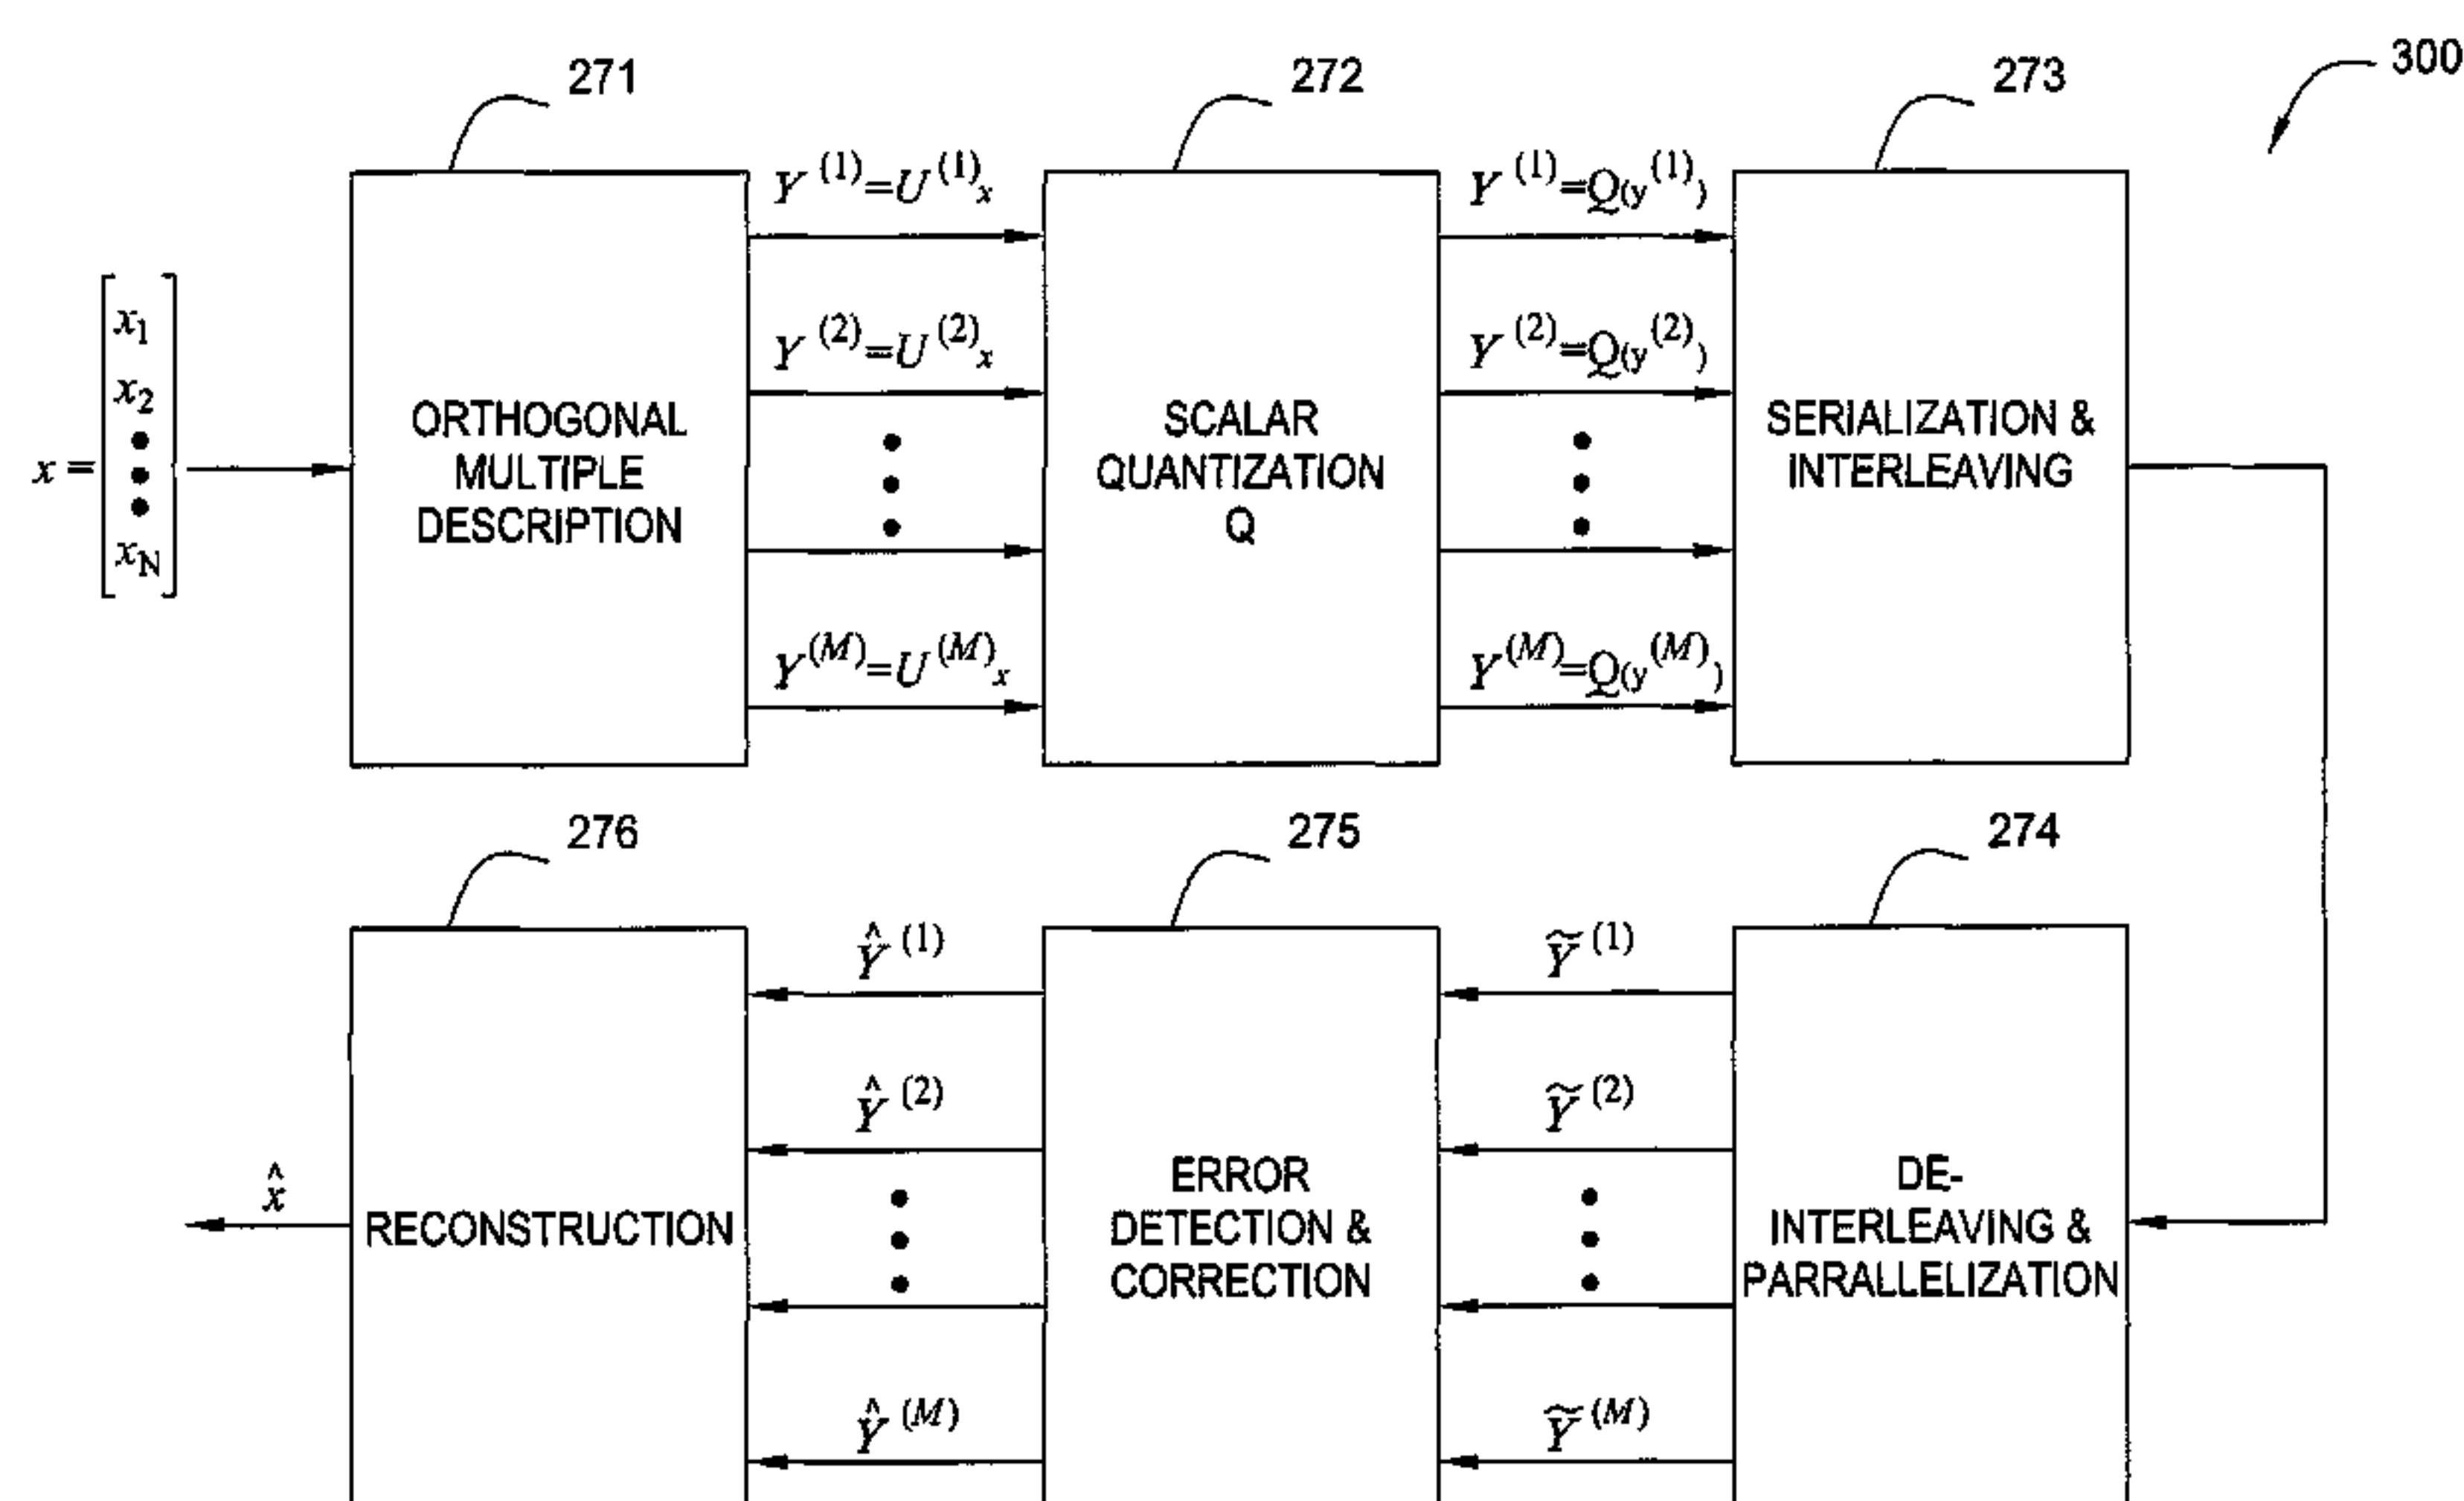 300
271
272
273
x = [x1 x2 • • • xN]
ORTHOGONAL
MULTIPLE
DESCRIPTION
Y(1)=U(1)x
Y(2)=U(2)x
Y(M)=U(M)x
SCALAR
QUANTIZATION
Q
Y(1)=Q(y(1))
Y(2)=Q(y(2))
Y(M)=Q(y(M))
SERIALIZATION &
INTERLEAVING
276
275
274
x̂
RECONSTRUCTION
Ŷ(1)
Ŷ(2)
Ŷ(M)
ERROR
DETECTION &
CORRECTION
Ỹ(1)
Ỹ(2)
Ỹ(M)
DE-
INTERLEAVING &
PARRALLELIZATION